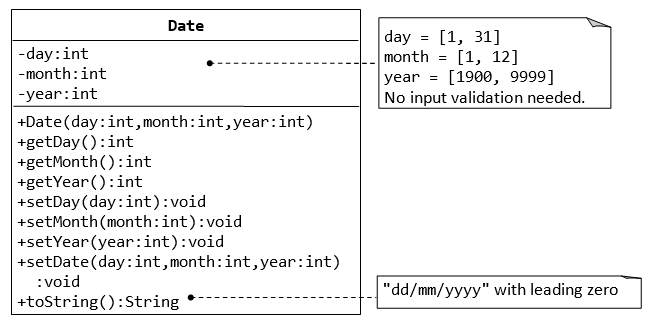 Date
-day:int
-month:int
-year:int
day = [1, 31]
month = [1, 12]
year = [1900, 9999]
No input validation needed.
+Date(day:int,month:int,year:int)
+getDay():int
+getMonth():int
+getYear():int
+setDay(day:int):void
+setMonth(month:int):void
+setYear(year:int):void
+setDate(day:int,month:int,year:int)
:void
+toString():String
"dd/mm/yyyy" with leading zero